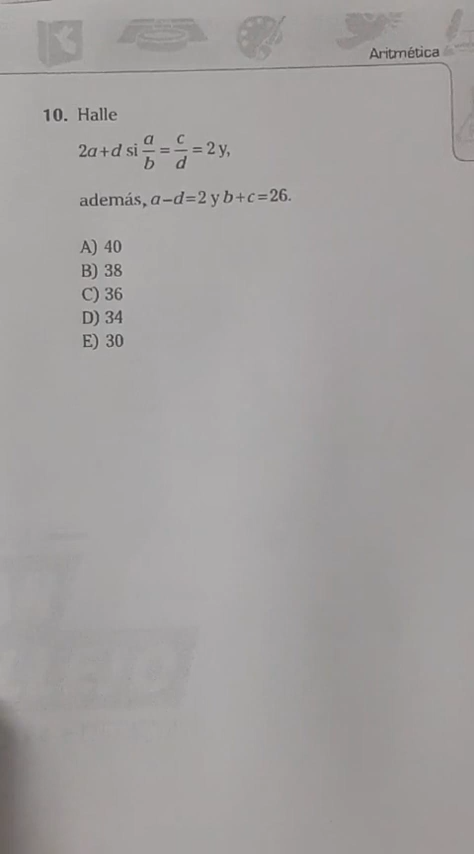 Aritmética
10. Halle
2a+d si a/b = c/d = 2 y,
además, a–d=2 y b+c=26.
A) 40
B) 38
C) 36
D) 34
E) 30